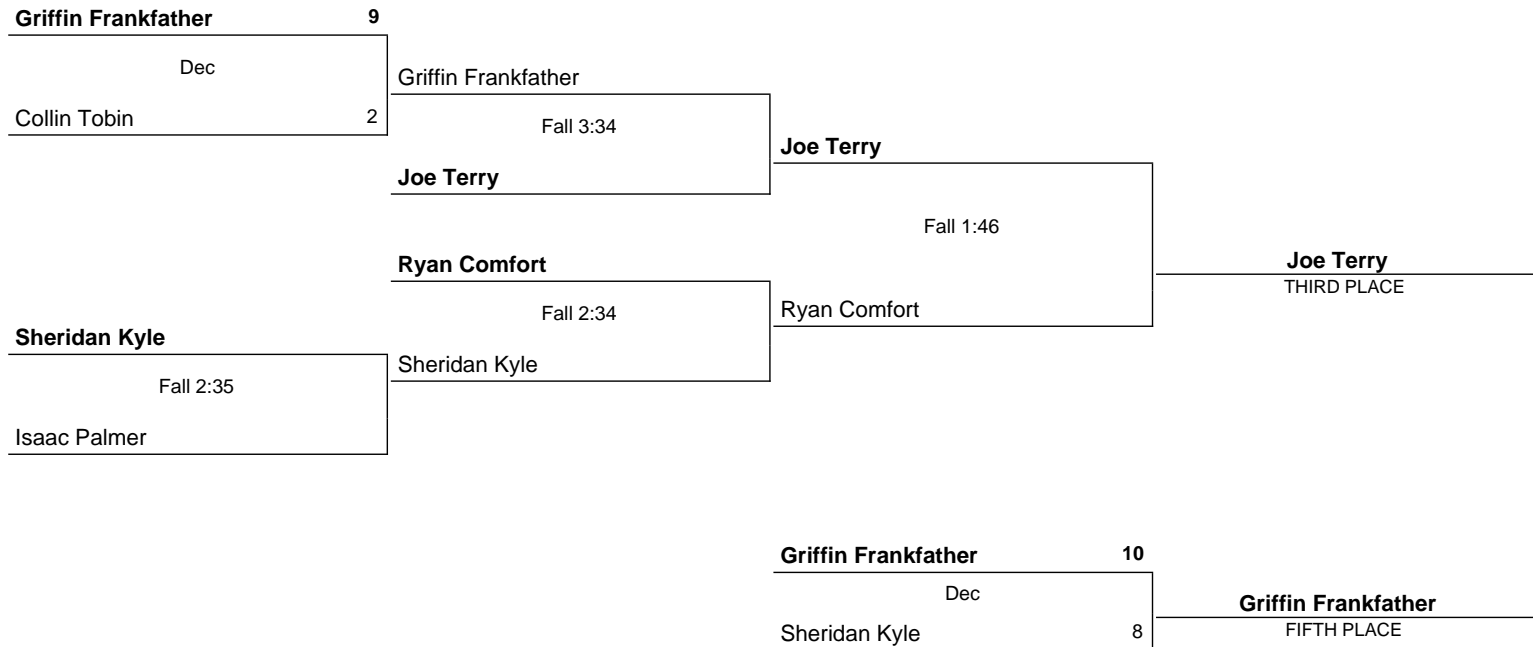 Griffin Frankfather 9
Dec
Collin Tobin 2
Griffin Frankfather
Fall 3:34
Joe Terry
Joe Terry
Fall 1:46
Ryan Comfort
Ryan Comfort
Fall 2:34
Sheridan Kyle
Sheridan Kyle
Fall 2:35
Isaac Palmer
Joe Terry
THIRD PLACE
Griffin Frankfather 10
Dec
Sheridan Kyle 8
Griffin Frankfather
FIFTH PLACE